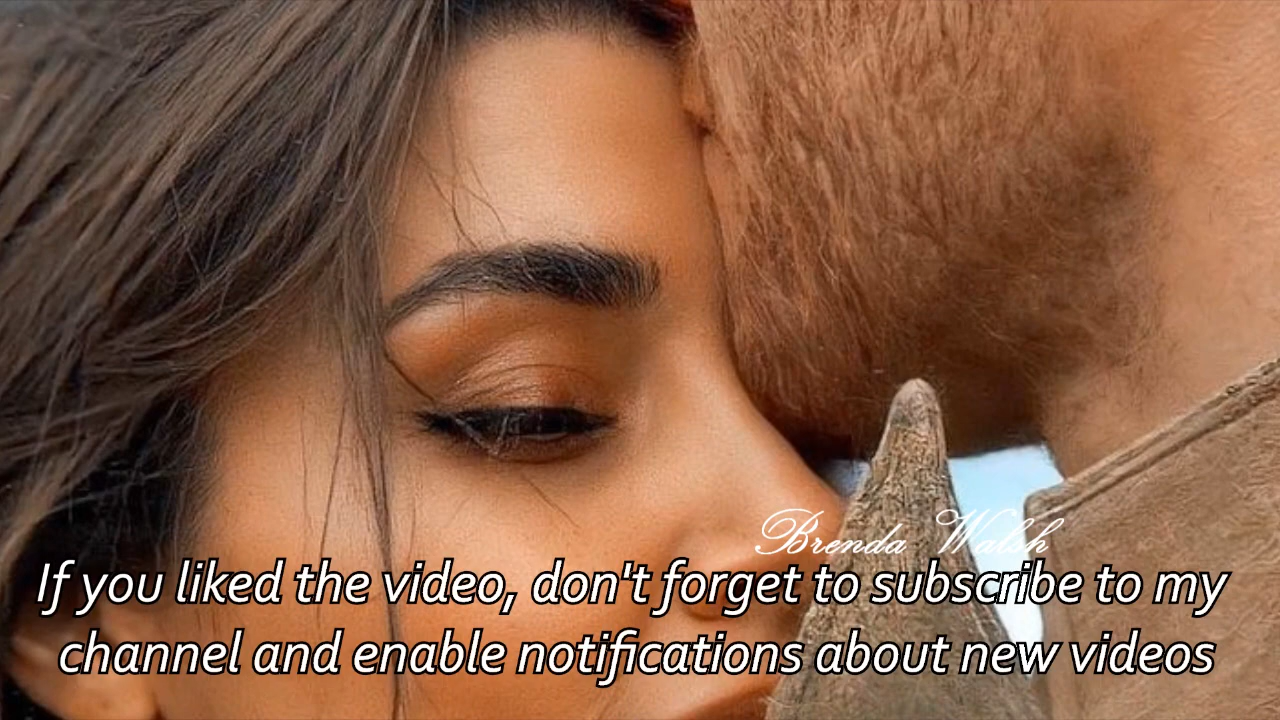 Brenda Walsh
If you liked the video, don't forget to subscribe to my
channel and enable notifications about new videos